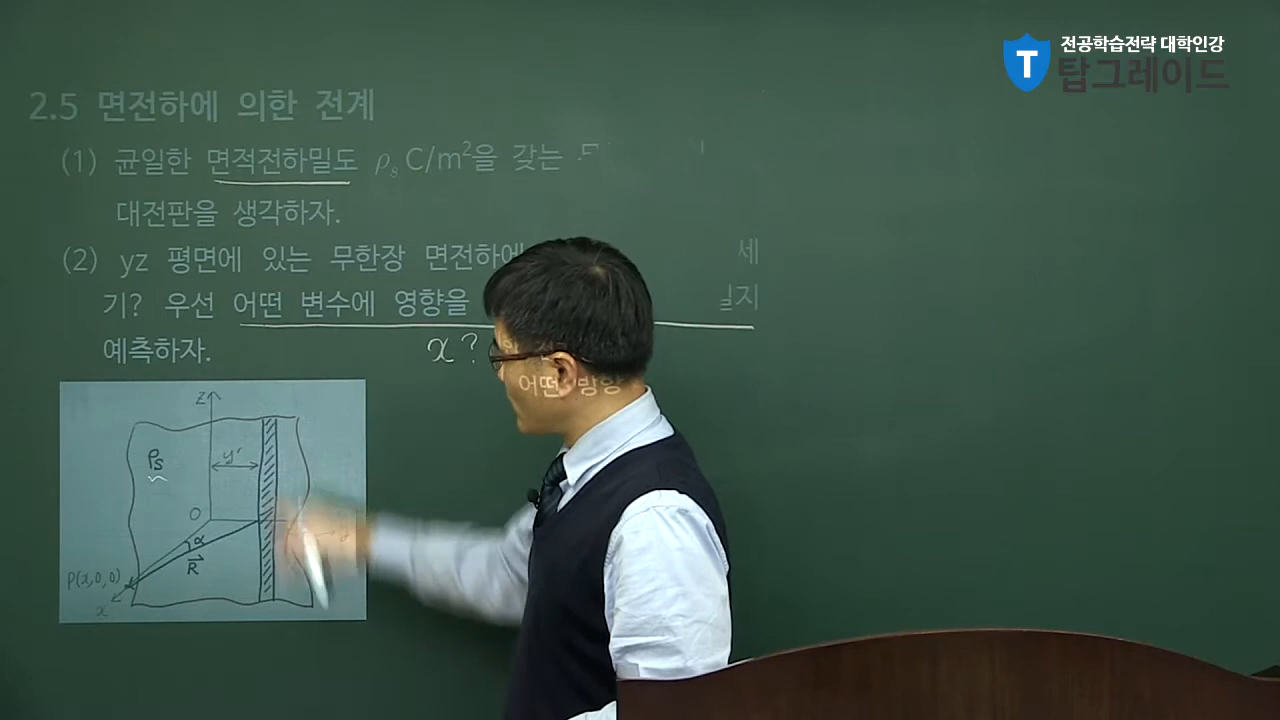 전공학습전략 대학인강
탑그레이드
T
2.5 면전하에 의한 전계
(1) 균일한 면적전하밀도 ρs C/m²을 갖는
대전판을 생각하자.
(2) yz 평면에 있는 무한장 면전하에 세
기? 우선 어떤 변수에 영향을 지
예측하자. x?
어떤 방향
z
ρs
y'
O
α
R
P(x,0,0)
x
y